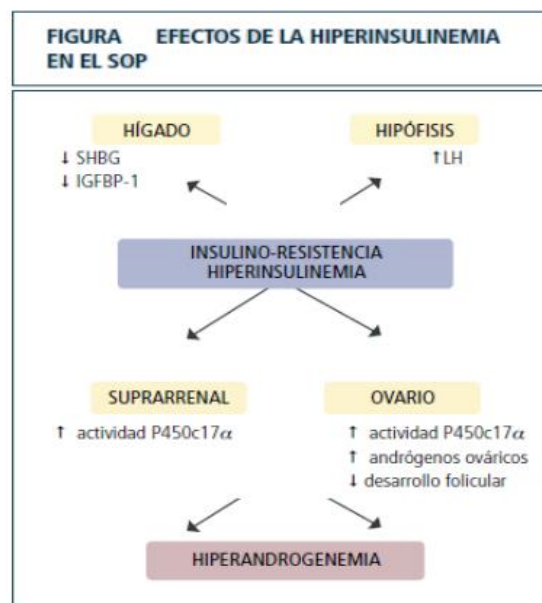 FIGURA EFECTOS DE LA HIPERINSULINEMIA
EN EL SOP
HÍGADO
↓ SHBG
↓ IGFBP-1
HIPÓFISIS
↑LH
INSULINO-RESISTENCIA
HIPERINSULINEMIA
SUPRARRENAL
↑ actividad P450c17α
OVARIO
↑ actividad P450c17α
↑ andrógenos ováricos
↓ desarrollo folicular
HIPERANDROGENEMIA